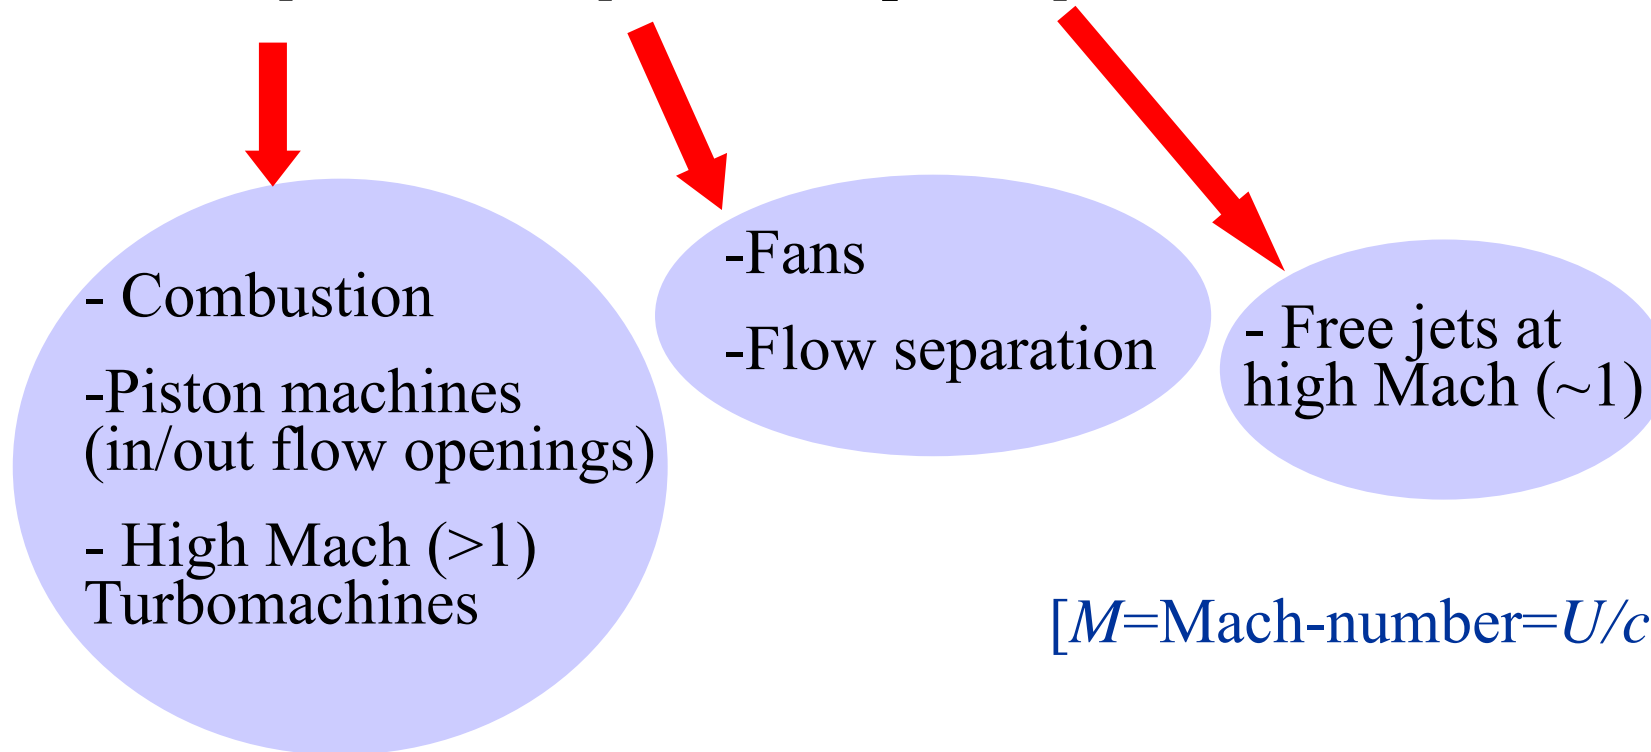 - Combustion
-Piston machines
(in/out flow openings)
- High Mach (>1)
Turbomachines
-Fans
-Flow separation
- Free jets at
high Mach (~1)
[M=Mach-number=U/c